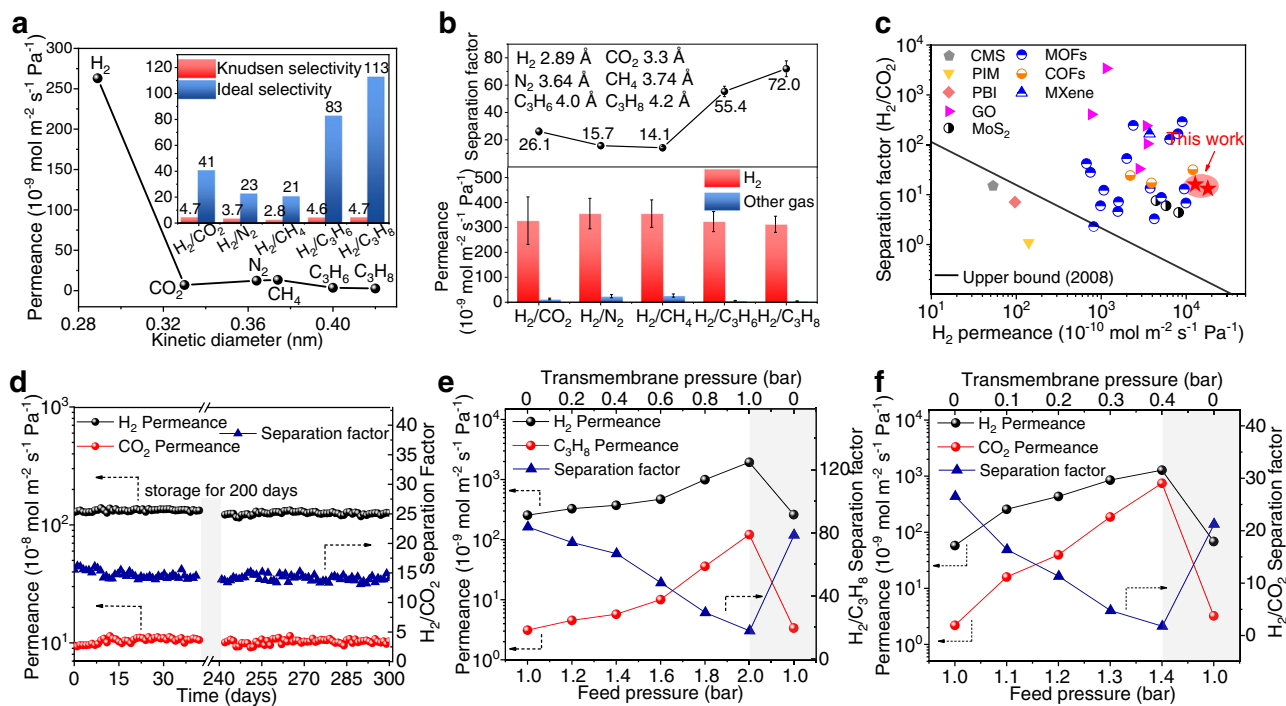 a
Permeance (10⁻⁹ mol m⁻² s⁻¹ Pa⁻¹)
300
250
200
150
100
50
0
H₂
CO₂
N₂
CH₄
C₃H₆
C₃H₈
0.28
0.32
0.36
0.40
Kinetic diameter (nm)
120
100
80
60
40
20
0
Knudsen selectivity
Ideal selectivity
4.7
41
3.7
23
2.8
21
4.6
83
4.7
113
H₂/CO₂
H₂/N₂
H₂/CH₄
H₂/C₃H₆
H₂/C₃H₈
b
Separation factor
80
60
40
20
H₂ 2.89 Å CO₂ 3.3 Å
N₂ 3.64 Å CH₄ 3.74 Å
C₃H₆ 4.0 Å C₃H₈ 4.2 Å
26.1
15.7
14.1
55.4
72.0
Permeance
(10⁻⁹ mol m⁻² s⁻¹ Pa⁻¹)
500
400
300
200
100
0
H₂
Other gas
H₂/CO₂
H₂/N₂
H₂/CH₄
H₂/C₃H₆
H₂/C₃H₈
c
Separation factor (H₂/CO₂)
10⁴
10³
10²
10¹
10⁰
10⁻¹
CMS
PIM
PBI
GO
MoS₂
MOFs
COFs
MXene
This work
Upper bound (2008)
10¹
10²
10³
10⁴
H₂ permeance (10⁻¹⁰ mol m⁻² s⁻¹ Pa⁻¹)
d
Permeance (10⁻⁸ mol m⁻² s⁻¹ Pa⁻¹)
10³
10²
10¹
H₂ Permeance
CO₂ Permeance
Separation factor
storage for 200 days
0
15
30
45
240
260
280
300
Time (days)
40
35
30
25
20
15
10
5
0
H₂/CO₂ Separation Factor
e
Transmembrane pressure (bar)
0
0.2
0.4
0.6
0.8
1.0
0
Permeance (10⁻⁹ mol m⁻² s⁻¹ Pa⁻¹)
10⁴
10³
10²
10¹
10⁰
H₂ Permeance
C₃H₈ Permeance
Separation factor
120
80
40
0
H₂/C₃H₈ Separation factor
1.0
1.2
1.4
1.6
1.8
2.0
1.0
Feed pressure (bar)
f
Transmembrane pressure (bar)
0
0.1
0.2
0.3
0.4
0
Permeance (10⁻⁹ mol m⁻² s⁻¹ Pa⁻¹)
10⁴
10³
10²
10¹
10⁰
H₂ Permeance
CO₂ Permeance
Separation factor
40
30
20
10
0
H₂/CO₂ Separation factor
1.0
1.1
1.2
1.3
1.4
1.0
Feed pressure (bar)